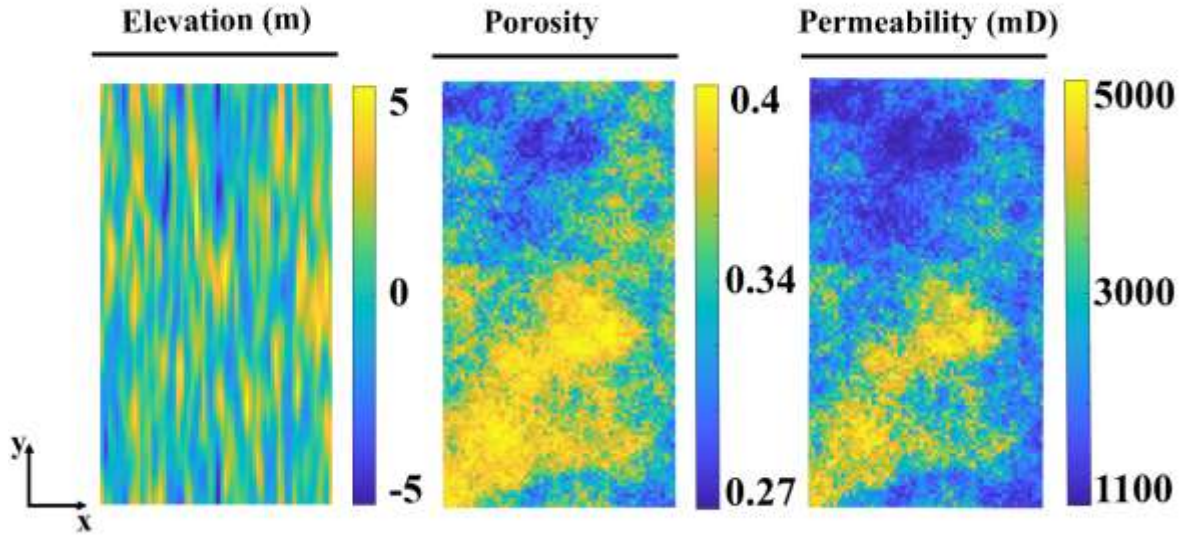 Elevation (m)
Porosity
Permeability (mD)
5
0
-5
0.4
0.34
0.27
5000
3000
1100
y
x